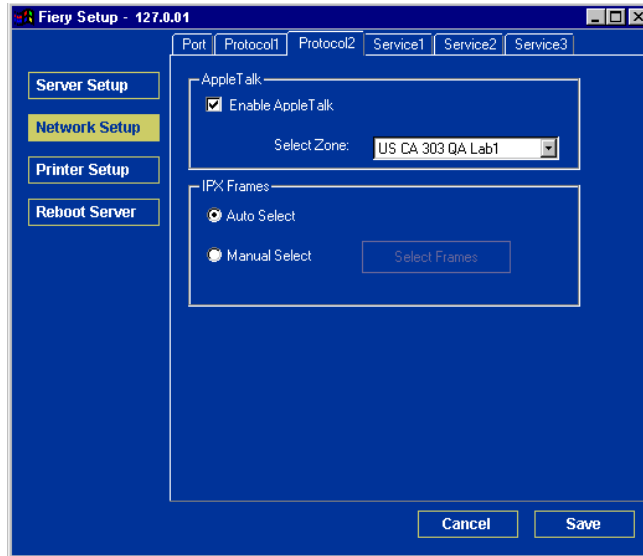 Fiery Setup - 127.0.01
Port Protocol1 Protocol2 Service1 Service2 Service3
Server Setup
Network Setup
Printer Setup
Reboot Server
AppleTalk
Enable AppleTalk
Select Zone: US CA 303 QA Lab1
IPX Frames
Auto Select
Manual Select Select Frames
Cancel Save